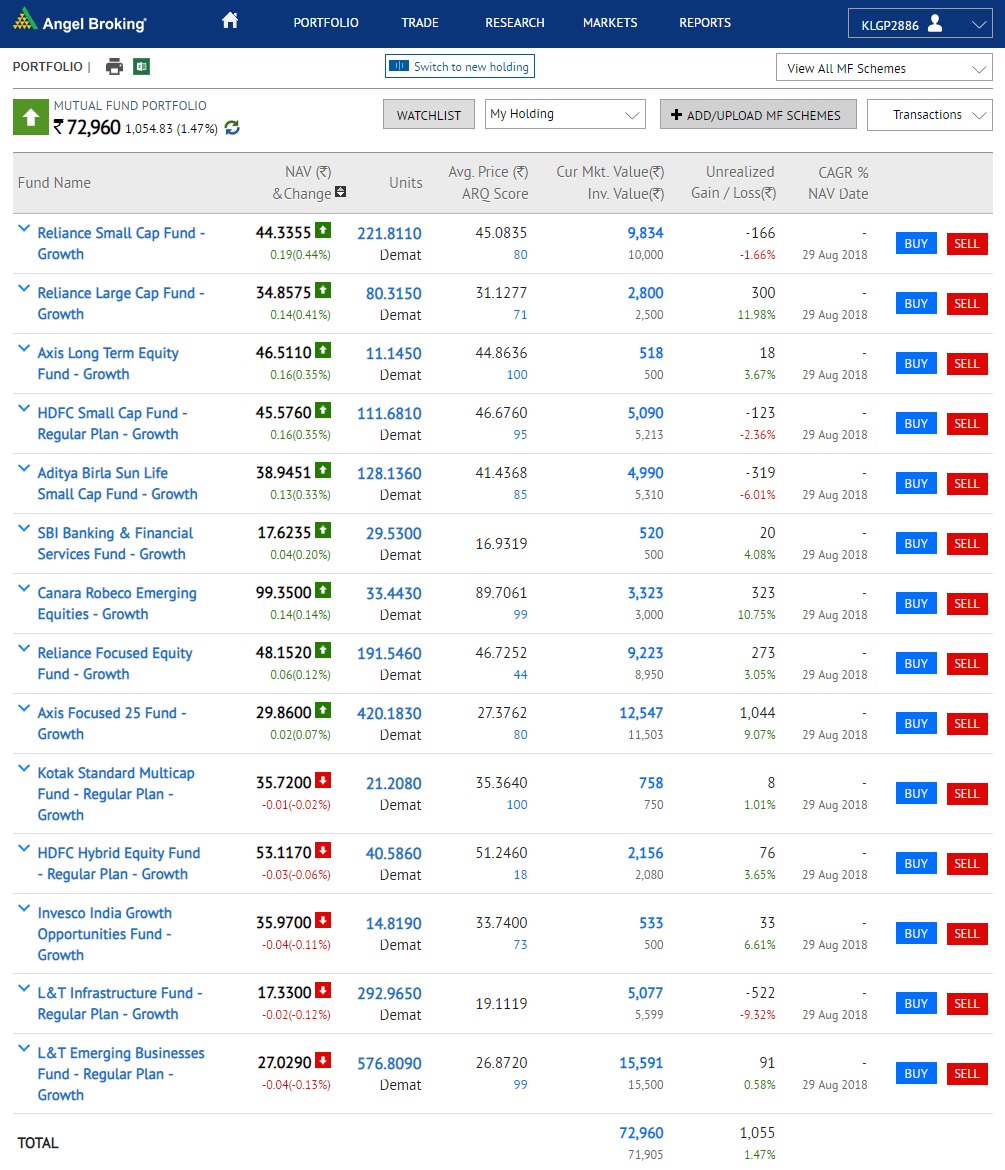 Angel Broking
PORTFOLIO
TRADE
RESEARCH
MARKETS
REPORTS
KLGP2886
PORTFOLIO |
Switch to new holding
View All MF Schemes
MUTUAL FUND PORTFOLIO
₹ 72,960 1,054.83 (1.47%)
WATCHLIST
My Holding
+ ADD/UPLOAD MF SCHEMES
Transactions
Fund Name
NAV (₹)
&Change
Units
Avg. Price (₹)
ARQ Score
Cur Mkt. Value(₹)
Inv. Value(₹)
Unrealized
Gain / Loss(₹)
CAGR %
NAV Date
Reliance Small Cap Fund - 44.3355 221.8110 45.0835 9,834 -166 - BUY SELL
Growth 0.19(0.44%) Demat 80 10,000 -1.66% 29 Aug 2018
Reliance Large Cap Fund - 34.8575 80.3150 31.1277 2,800 300 - BUY SELL
Growth 0.14(0.41%) Demat 71 2,500 11.98% 29 Aug 2018
Axis Long Term Equity 46.5110 11.1450 44.8636 518 18 - BUY SELL
Fund - Growth 0.16(0.35%) Demat 100 500 3.67% 29 Aug 2018
HDFC Small Cap Fund - 45.5760 111.6810 46.6760 5,090 -123 - BUY SELL
Regular Plan - Growth 0.16(0.35%) Demat 95 5,213 -2.36% 29 Aug 2018
Aditya Birla Sun Life 38.9451 128.1360 41.4368 4,990 -319 - BUY SELL
Small Cap Fund - Growth 0.13(0.33%) Demat 85 5,310 -6.01% 29 Aug 2018
SBI Banking & Financial 17.6235 29.5300 16.9319 520 20 - BUY SELL
Services Fund - Growth 0.04(0.20%) Demat 500 4.08% 29 Aug 2018
Canara Robeco Emerging 99.3500 33.4430 89.7061 3,323 323 - BUY SELL
Equities - Growth 0.14(0.14%) Demat 99 3,000 10.75% 29 Aug 2018
Reliance Focused Equity 48.1520 191.5460 46.7252 9,223 273 - BUY SELL
Fund - Growth 0.06(0.12%) Demat 44 8,950 3.05% 29 Aug 2018
Axis Focused 25 Fund - 29.8600 420.1830 27.3762 12,547 1,044 - BUY SELL
Growth 0.02(0.07%) Demat 80 11,503 9.07% 29 Aug 2018
Kotak Standard Multicap 35.7200 21.2080 35.3640 758 8 - BUY SELL
Fund - Regular Plan - -0.01(-0.02%) Demat 100 750 1.01% 29 Aug 2018
Growth
HDFC Hybrid Equity Fund 53.1170 40.5860 51.2460 2,156 76 - BUY SELL
- Regular Plan - Growth -0.03(-0.06%) Demat 18 2,080 3.65% 29 Aug 2018
Invesco India Growth 35.9700 14.8190 33.7400 533 33 - BUY SELL
Opportunities Fund - -0.04(-0.11%) Demat 73 500 6.61% 29 Aug 2018
Growth
L&T Infrastructure Fund - 17.3300 292.9650 19.1119 5,077 -522 - BUY SELL
Regular Plan - Growth -0.02(-0.12%) Demat 5,599 -9.32% 29 Aug 2018
L&T Emerging Businesses 27.0290 576.8090 26.8720 15,591 91 - BUY SELL
Fund - Regular Plan - -0.04(-0.13%) Demat 99 15,500 0.58% 29 Aug 2018
Growth
TOTAL 72,960 1,055
71,905 1.47%